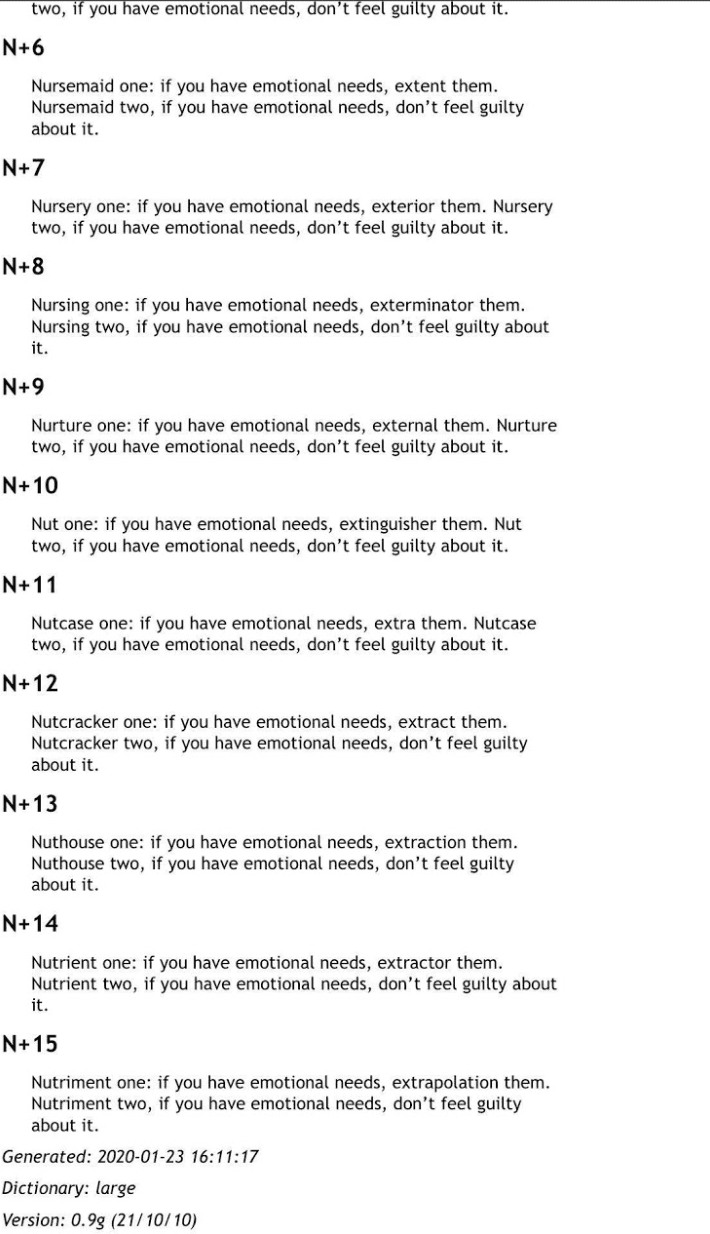 two, if you have emotional needs, don’t feel guilty about it.
N+6
Nursemaid one: if you have emotional needs, extent them.
Nursemaid two, if you have emotional needs, don’t feel guilty
about it.
N+7
Nursery one: if you have emotional needs, exterior them. Nursery
two, if you have emotional needs, don’t feel guilty about it.
N+8
Nursing one: if you have emotional needs, exterminator them.
Nursing two, if you have emotional needs, don’t feel guilty about
it.
N+9
Nurture one: if you have emotional needs, external them. Nurture
two, if you have emotional needs, don’t feel guilty about it.
N+10
Nut one: if you have emotional needs, extinguisher them. Nut
two, if you have emotional needs, don’t feel guilty about it.
N+11
Nutcase one: if you have emotional needs, extra them. Nutcase
two, if you have emotional needs, don’t feel guilty about it.
N+12
Nutcracker one: if you have emotional needs, extract them.
Nutcracker two, if you have emotional needs, don’t feel guilty
about it.
N+13
Nuthouse one: if you have emotional needs, extraction them.
Nuthouse two, if you have emotional needs, don’t feel guilty
about it.
N+14
Nutrient one: if you have emotional needs, extractor them.
Nutrient two, if you have emotional needs, don’t feel guilty about
it.
N+15
Nutriment one: if you have emotional needs, extrapolation them.
Nutriment two, if you have emotional needs, don’t feel guilty
about it.
Generated: 2020-01-23 16:11:17
Dictionary: large
Version: 0.9g (21/10/10)